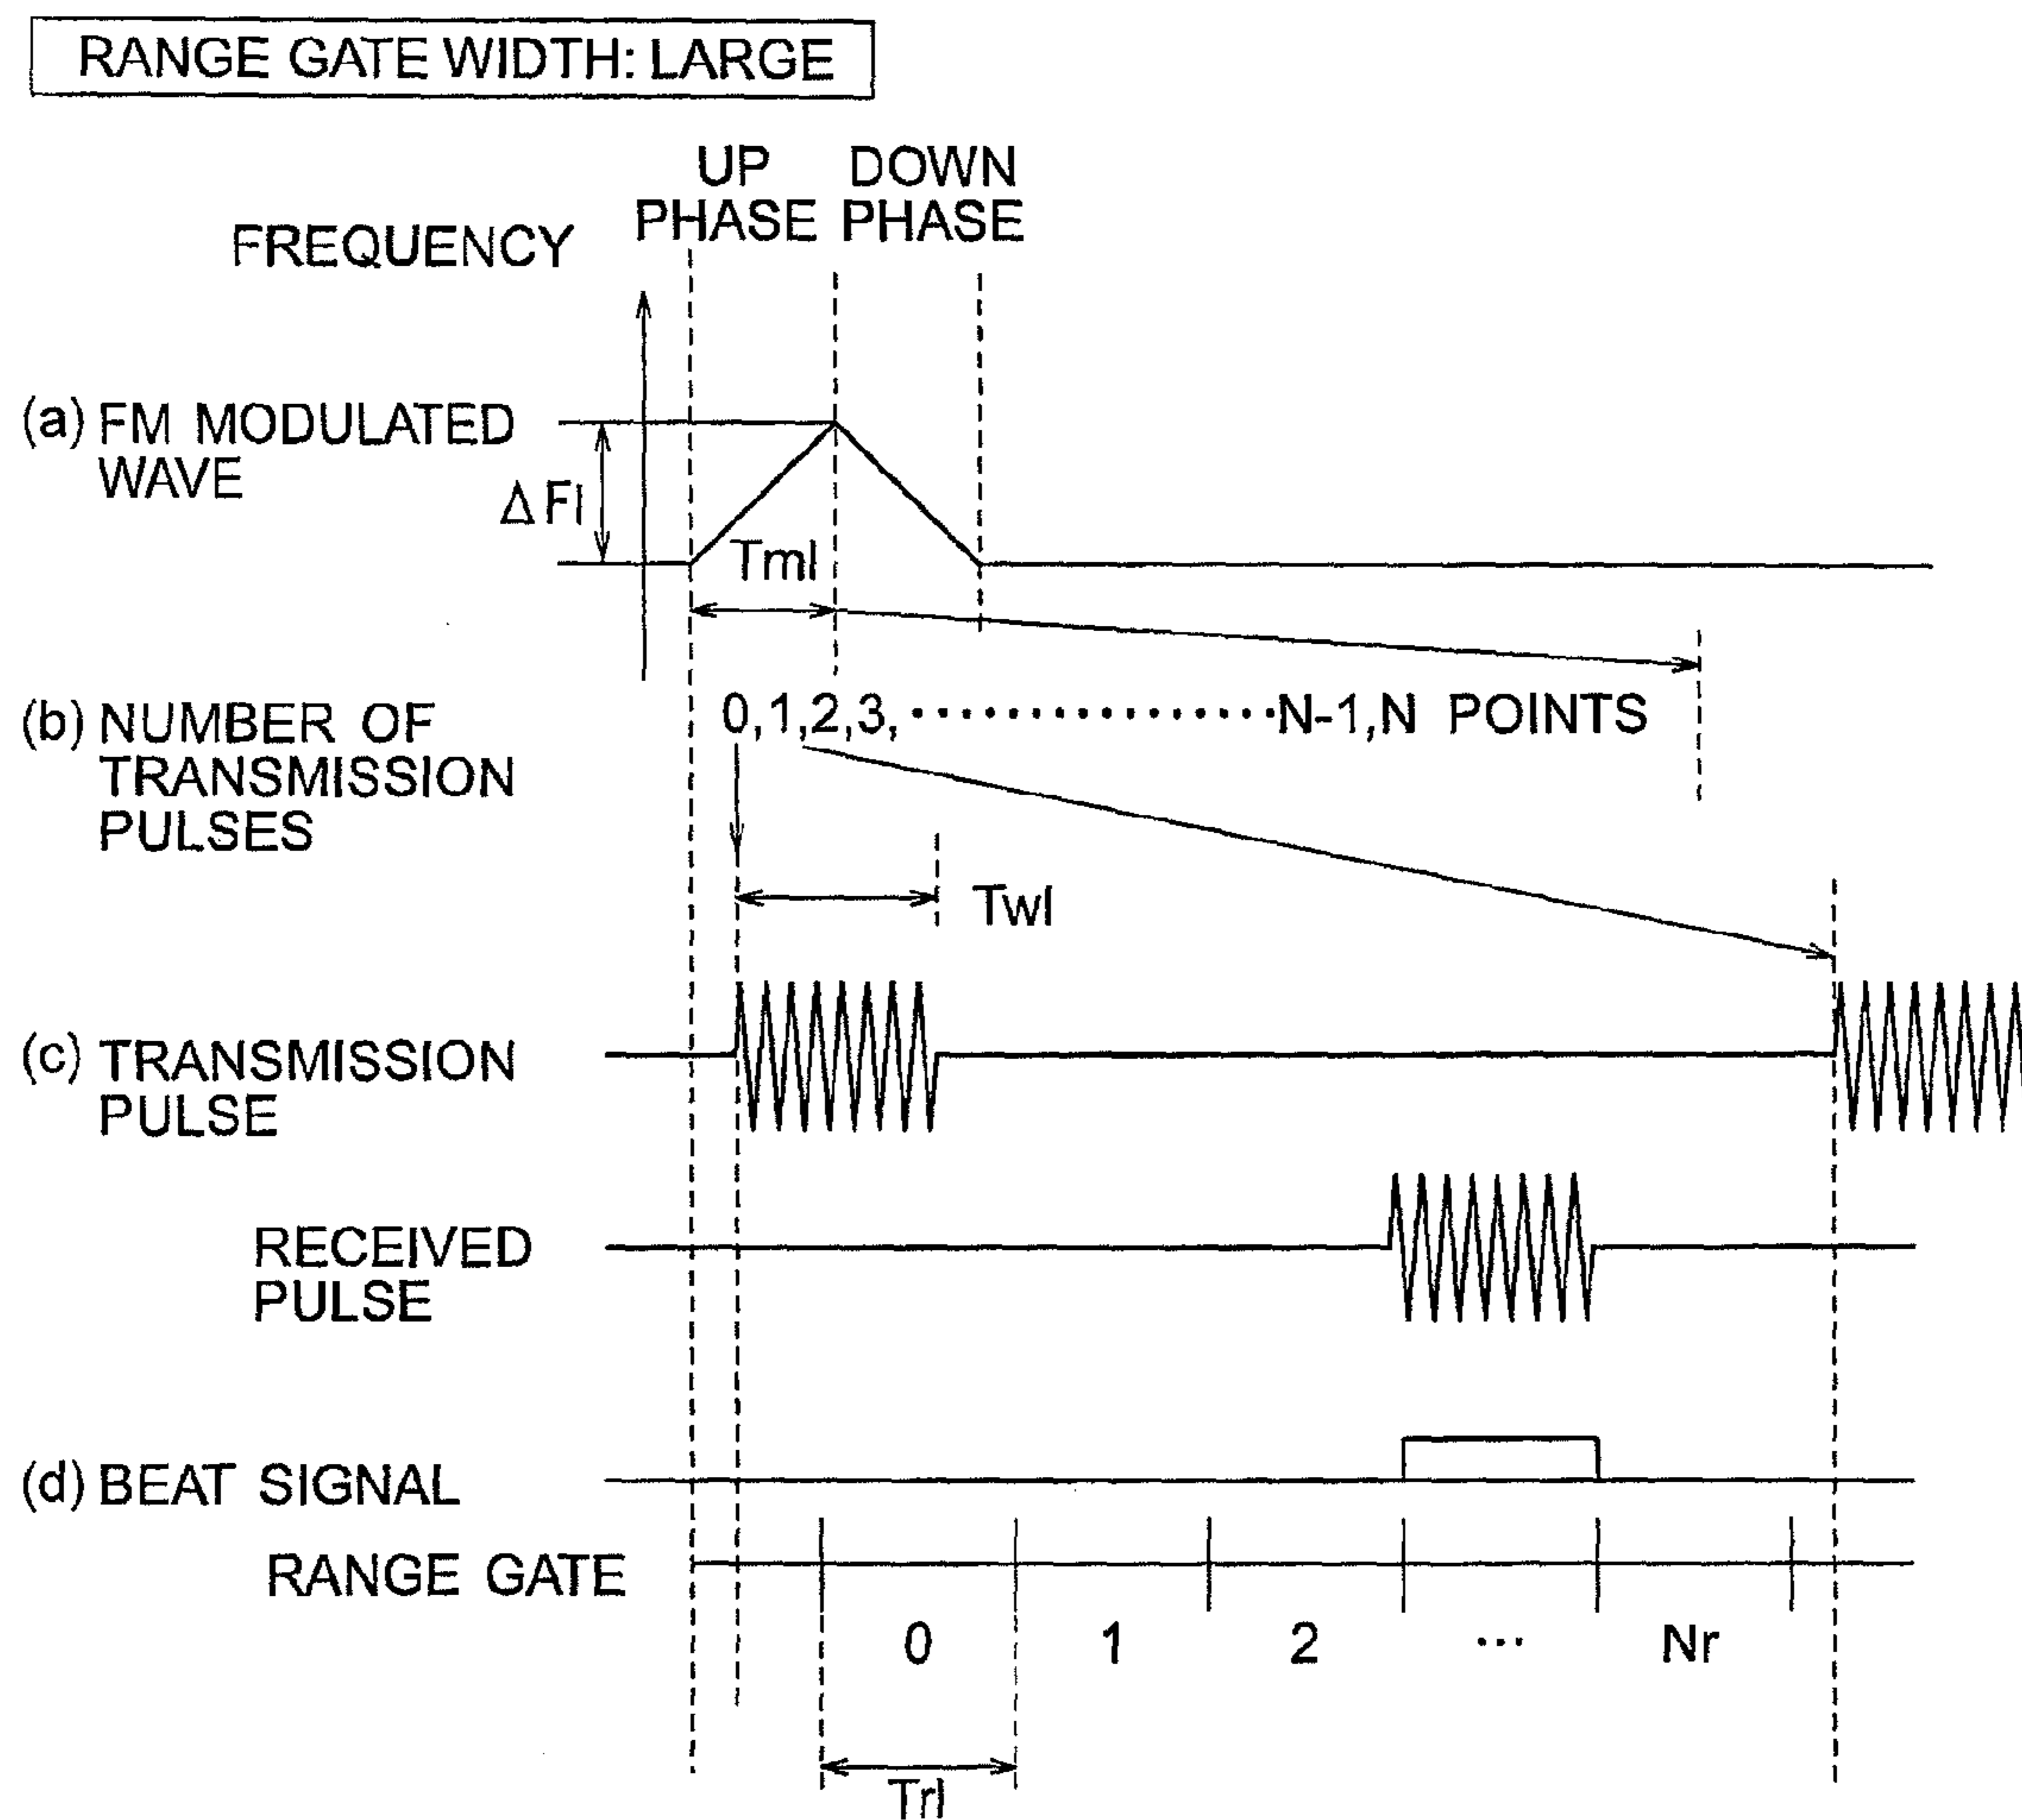 RANGE GATE WIDTH: LARGE
UP PHASE
DOWN PHASE
FREQUENCY
(a) FM MODULATED
WAVE
ΔFl
Tml
(b) NUMBER OF
TRANSMISSION
PULSES
0,1,2,3,·················N-1,N POINTS
Twl
(c) TRANSMISSION
PULSE
RECEIVED
PULSE
(d) BEAT SIGNAL
RANGE GATE
0 1 2 ··· Nr
Trl